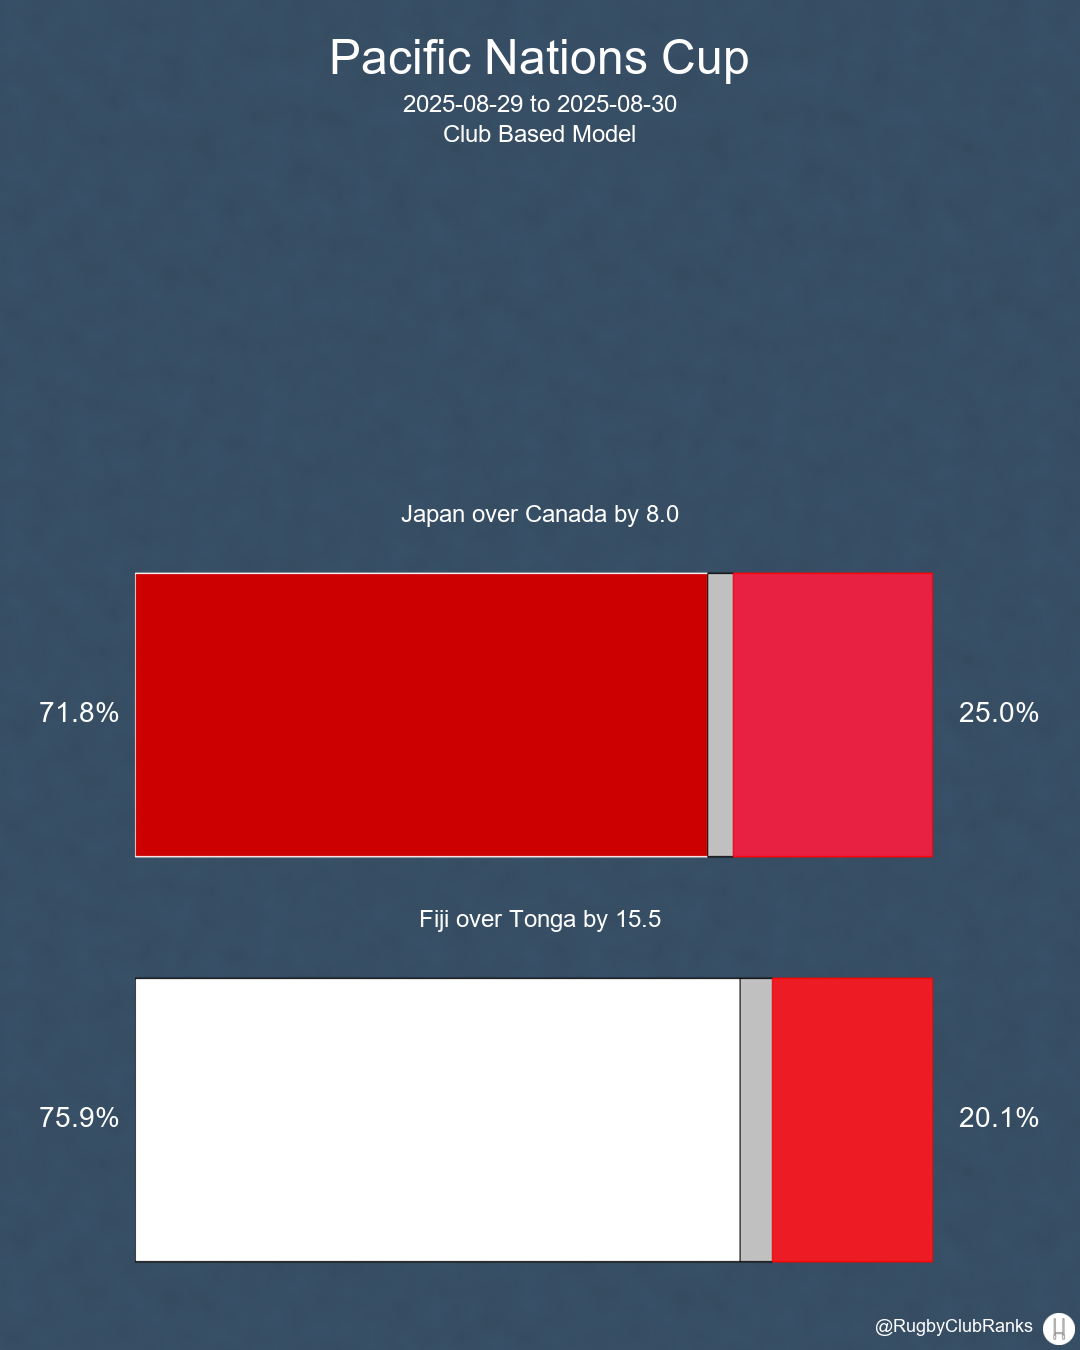 Pacific Nations Cup
2025-08-29 to 2025-08-30
Club Based Model
Japan over Canada by 8.0
71.8%
25.0%
Fiji over Tonga by 15.5
75.9%
20.1%
@RugbyClubRanks